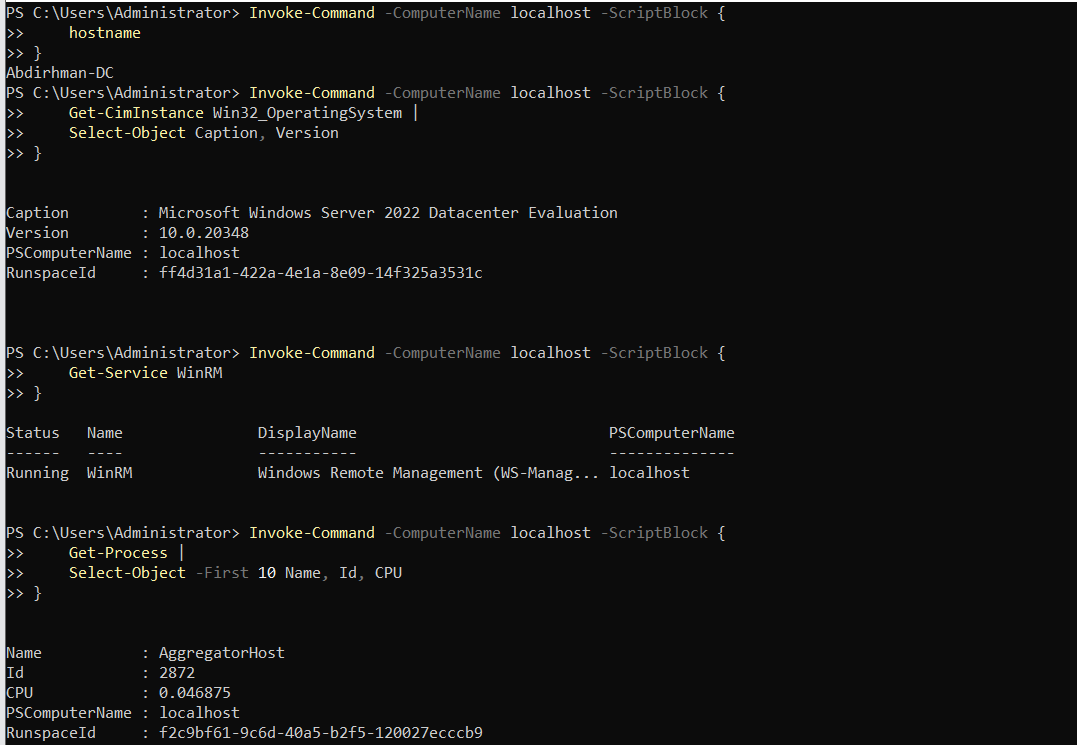 PS C:\Users\Administrator> Invoke-Command -ComputerName localhost -ScriptBlock {
>>     hostname
>> }
Abdirhman-DC
PS C:\Users\Administrator> Invoke-Command -ComputerName localhost -ScriptBlock {
>>     Get-CimInstance Win32_OperatingSystem |
>>     Select-Object Caption, Version
>> }
Caption        : Microsoft Windows Server 2022 Datacenter Evaluation
Version        : 10.0.20348
PSComputerName : localhost
RunspaceId     : ff4d31a1-422a-4e1a-8e09-14f325a3531c
PS C:\Users\Administrator> Invoke-Command -ComputerName localhost -ScriptBlock {
>>     Get-Service WinRM
>> }
Status   Name               DisplayName                            PSComputerName
------   ----               -----------                            --------------
Running  WinRM              Windows Remote Management (WS-Manag... localhost
PS C:\Users\Administrator> Invoke-Command -ComputerName localhost -ScriptBlock {
>>     Get-Process |
>>     Select-Object -First 10 Name, Id, CPU
>> }
Name           : AggregatorHost
Id             : 2872
CPU            : 0.046875
PSComputerName : localhost
RunspaceId     : f2c9bf61-9c6d-40a5-b2f5-120027ecccb9